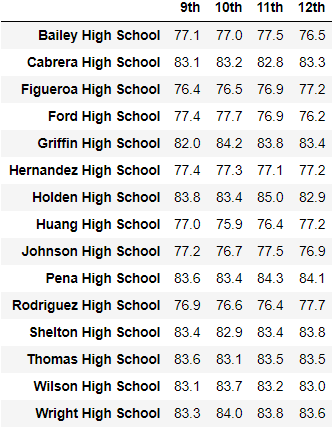 9th 10th 11th 12th
Bailey High School 77.1 77.0 77.5 76.5
Cabrera High School 83.1 83.2 82.8 83.3
Figueroa High School 76.4 76.5 76.9 77.2
Ford High School 77.4 77.7 76.9 76.2
Griffin High School 82.0 84.2 83.8 83.4
Hernandez High School 77.4 77.3 77.1 77.2
Holden High School 83.8 83.4 85.0 82.9
Huang High School 77.0 75.9 76.4 77.2
Johnson High School 77.2 76.7 77.5 76.9
Pena High School 83.6 83.4 84.3 84.1
Rodriguez High School 76.9 76.6 76.4 77.7
Shelton High School 83.4 82.9 83.4 83.8
Thomas High School 83.6 83.1 83.5 83.5
Wilson High School 83.1 83.7 83.2 83.0
Wright High School 83.3 84.0 83.8 83.6